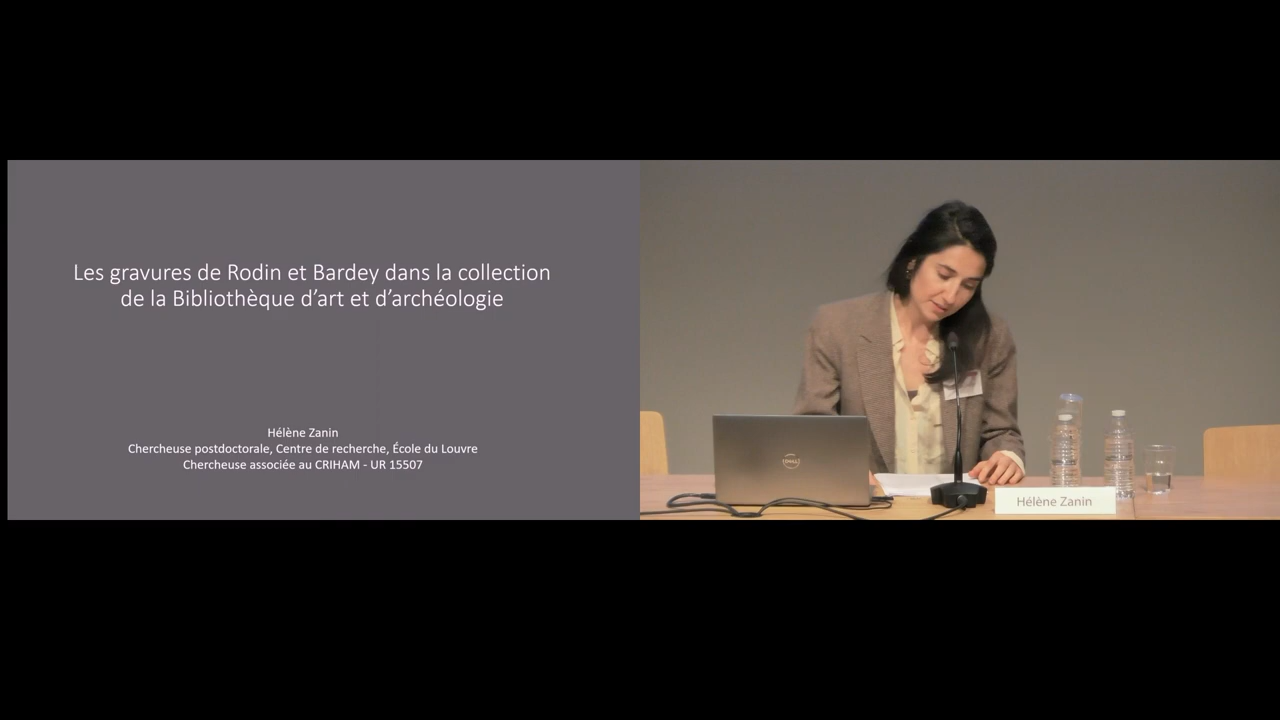 Les gravures de Rodin et Bardey dans la collection
de la Bibliothèque d’art et d’archéologie
Hélène Zanin
Chercheuse postdoctorale, Centre de recherche, École du Louvre
Chercheuse associée au CRIHAM - UR 15507
DELL
Hélène Zanin